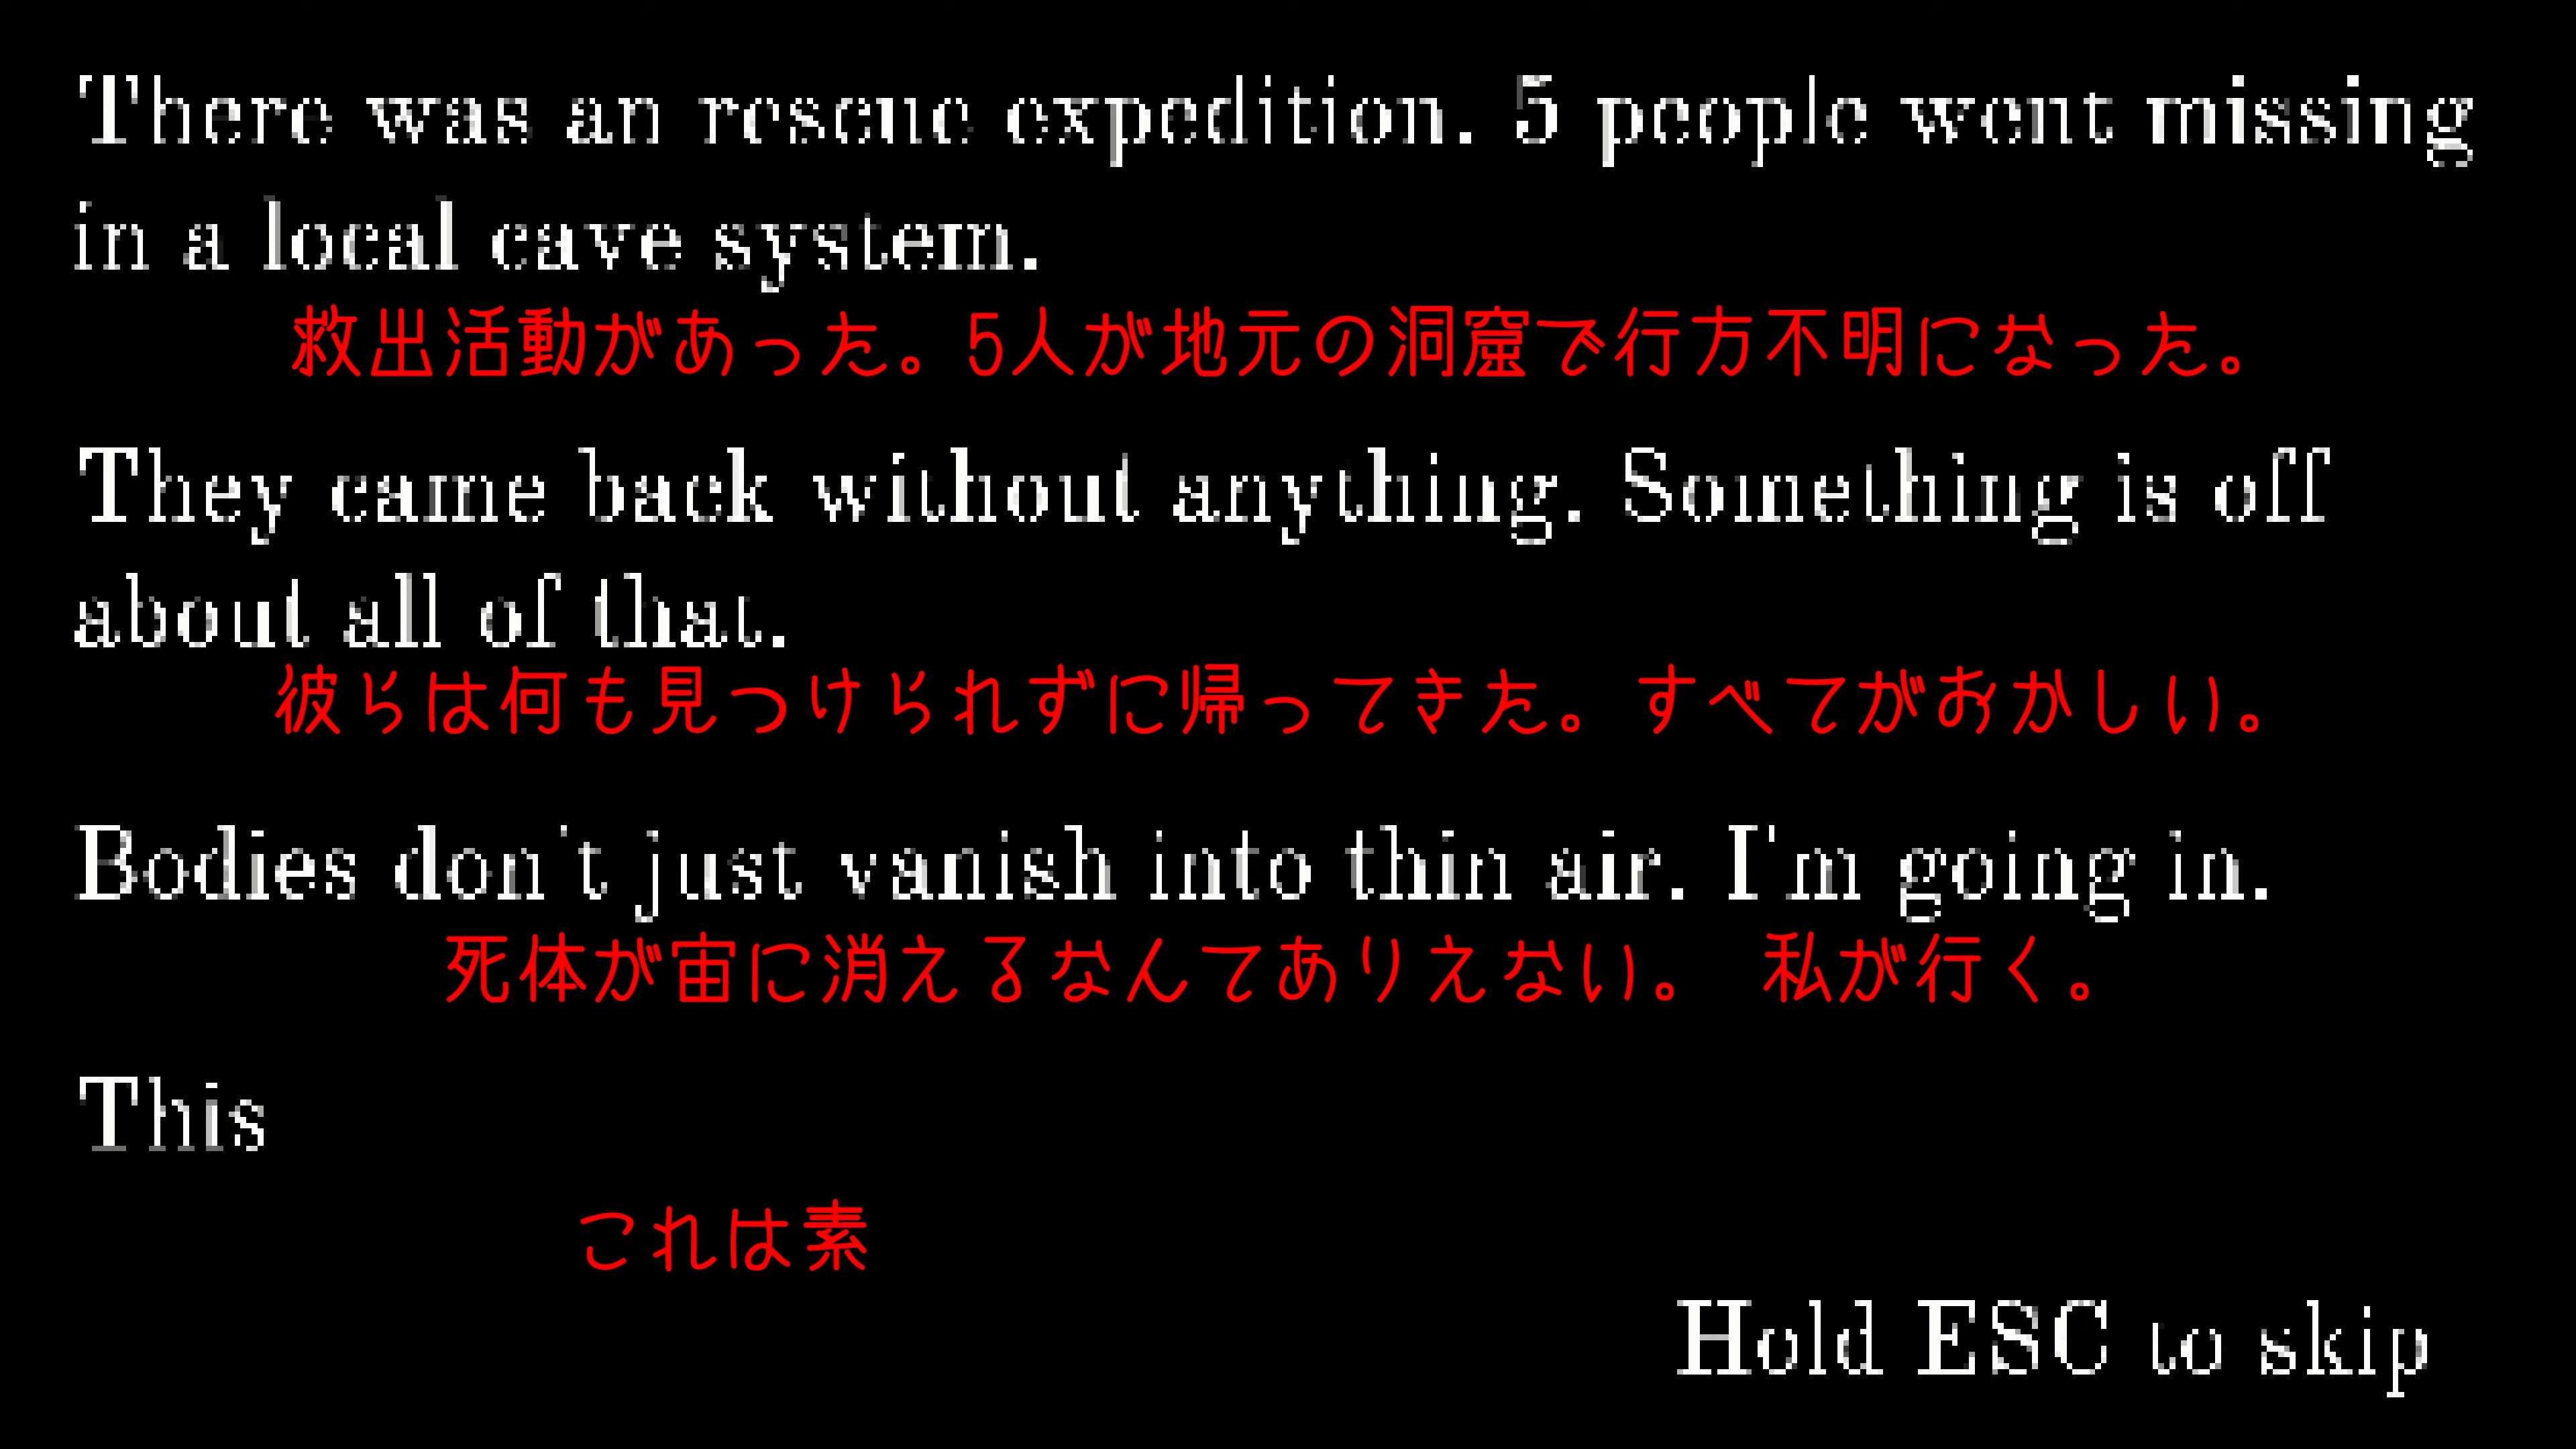 There was an rescue expedition. 5 people went missing
in a local cave system.
救出活動があった。5人が地元の洞窟で行方不明になった。
They came back without anything. Something is off
about all of that.
彼らは何も見つけられずに帰ってきた。すべてがおかしい。
Bodies don't just vanish into thin air. I'm going in.
死体が宙に消えるなんてありえない。 私が行く。
This
これは素
Hold ESC to skip